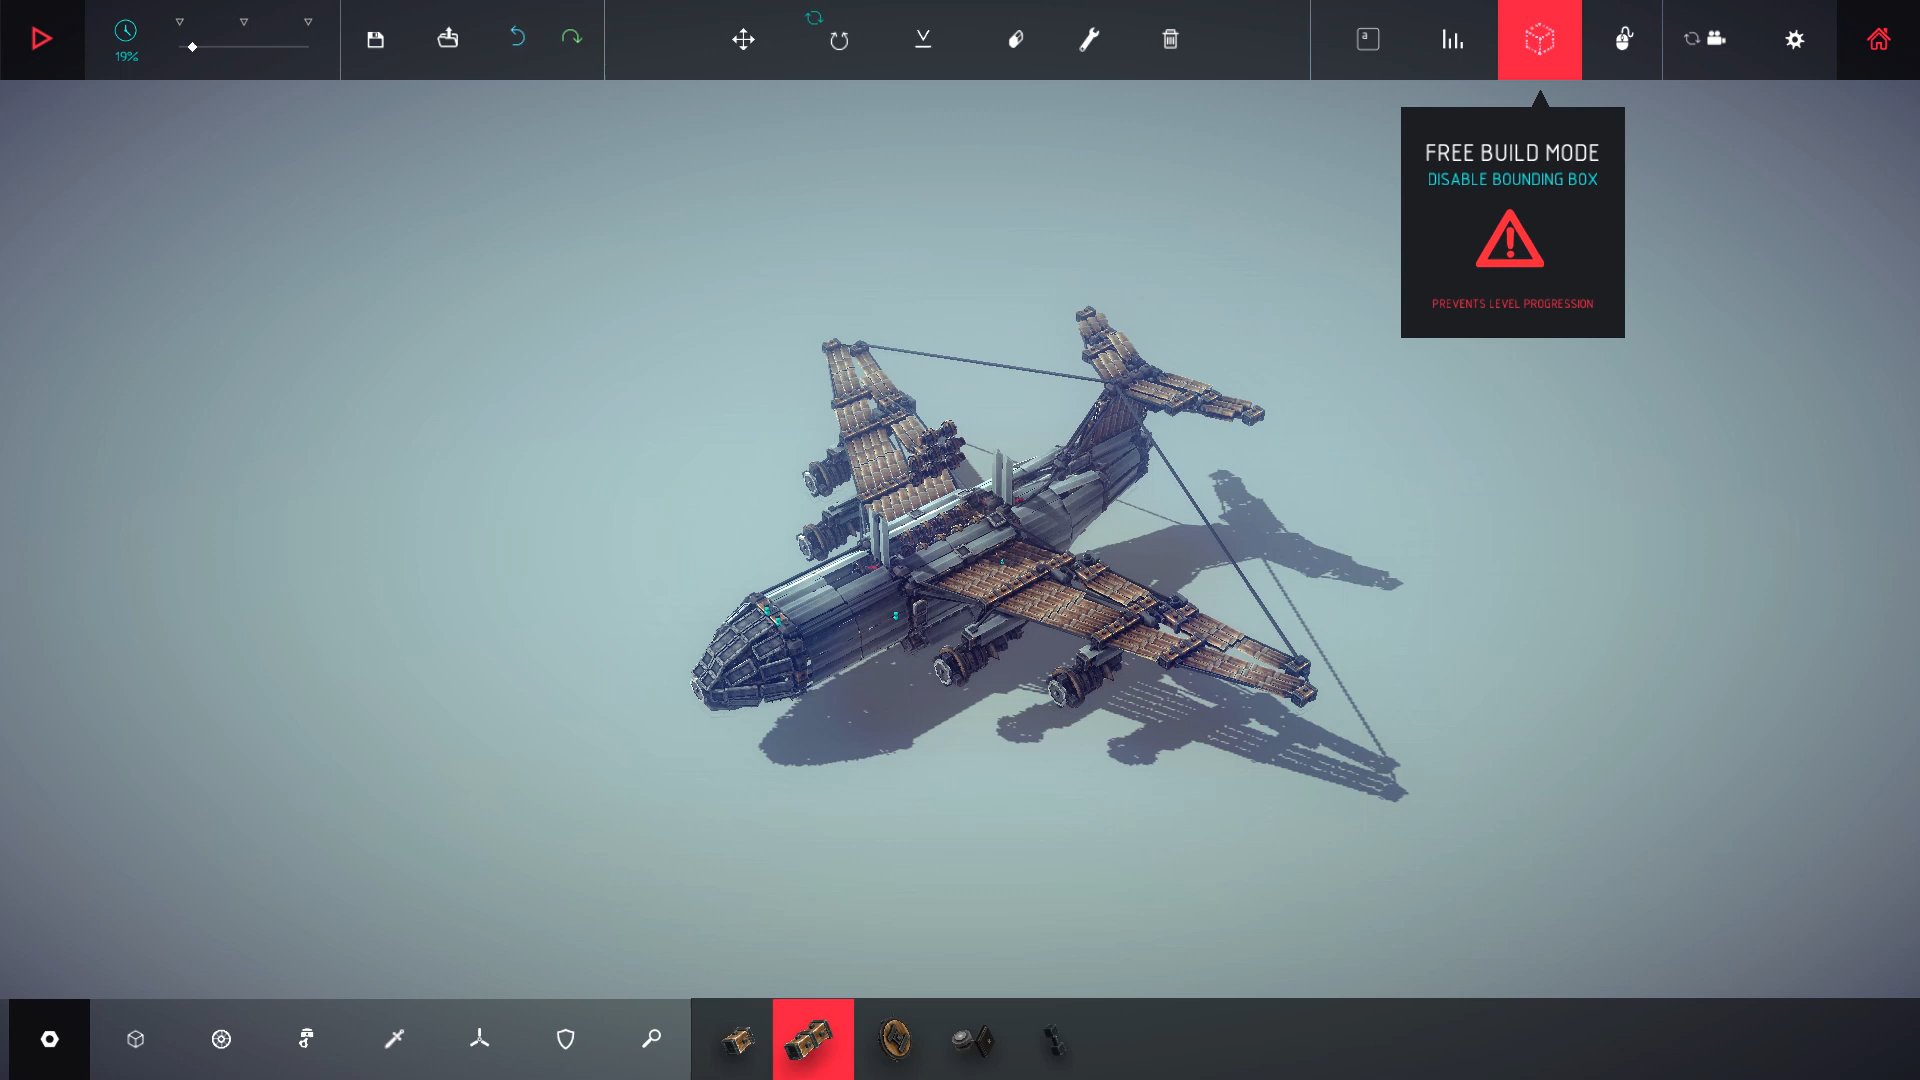 19%
a
FREE BUILD MODE
DISABLE BOUNDING BOX
PREVENTS LEVEL PROGRESSION